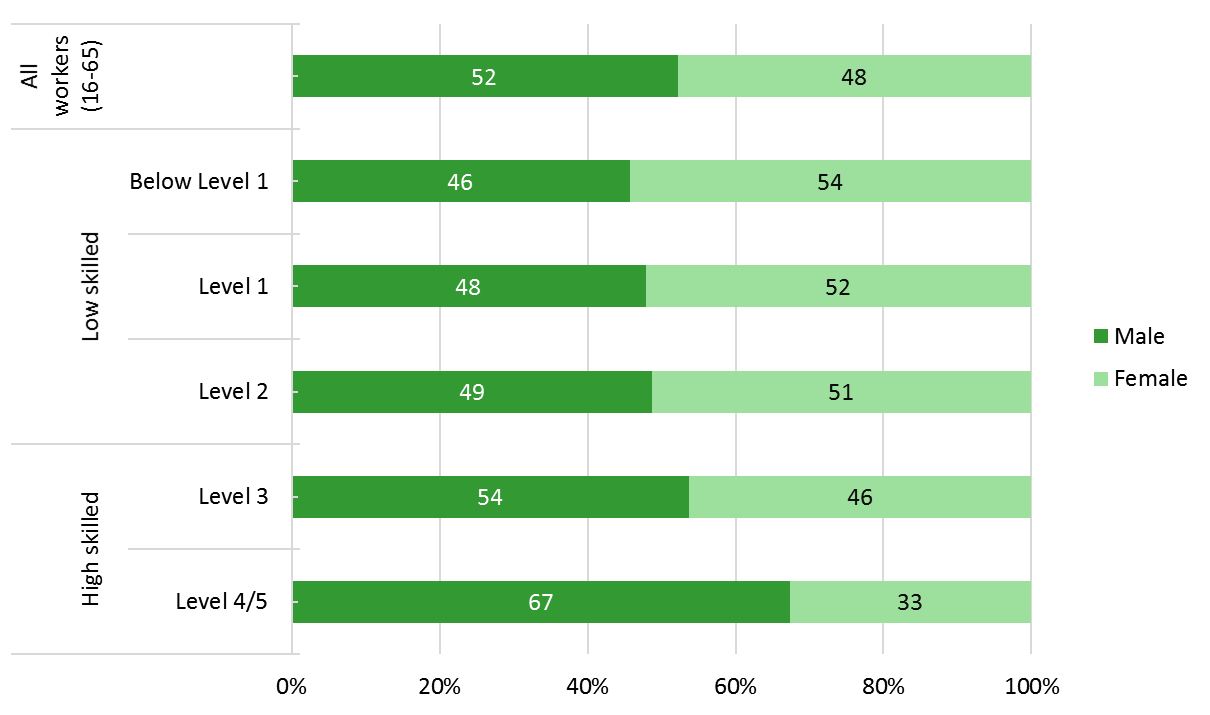 All
workers
(16-65)
52
48
Low skilled
Below Level 1
46
54
Level 1
48
52
Level 2
49
51
High skilled
Level 3
54
46
Level 4/5
67
33
0%
20%
40%
60%
80%
100%
Male
Female